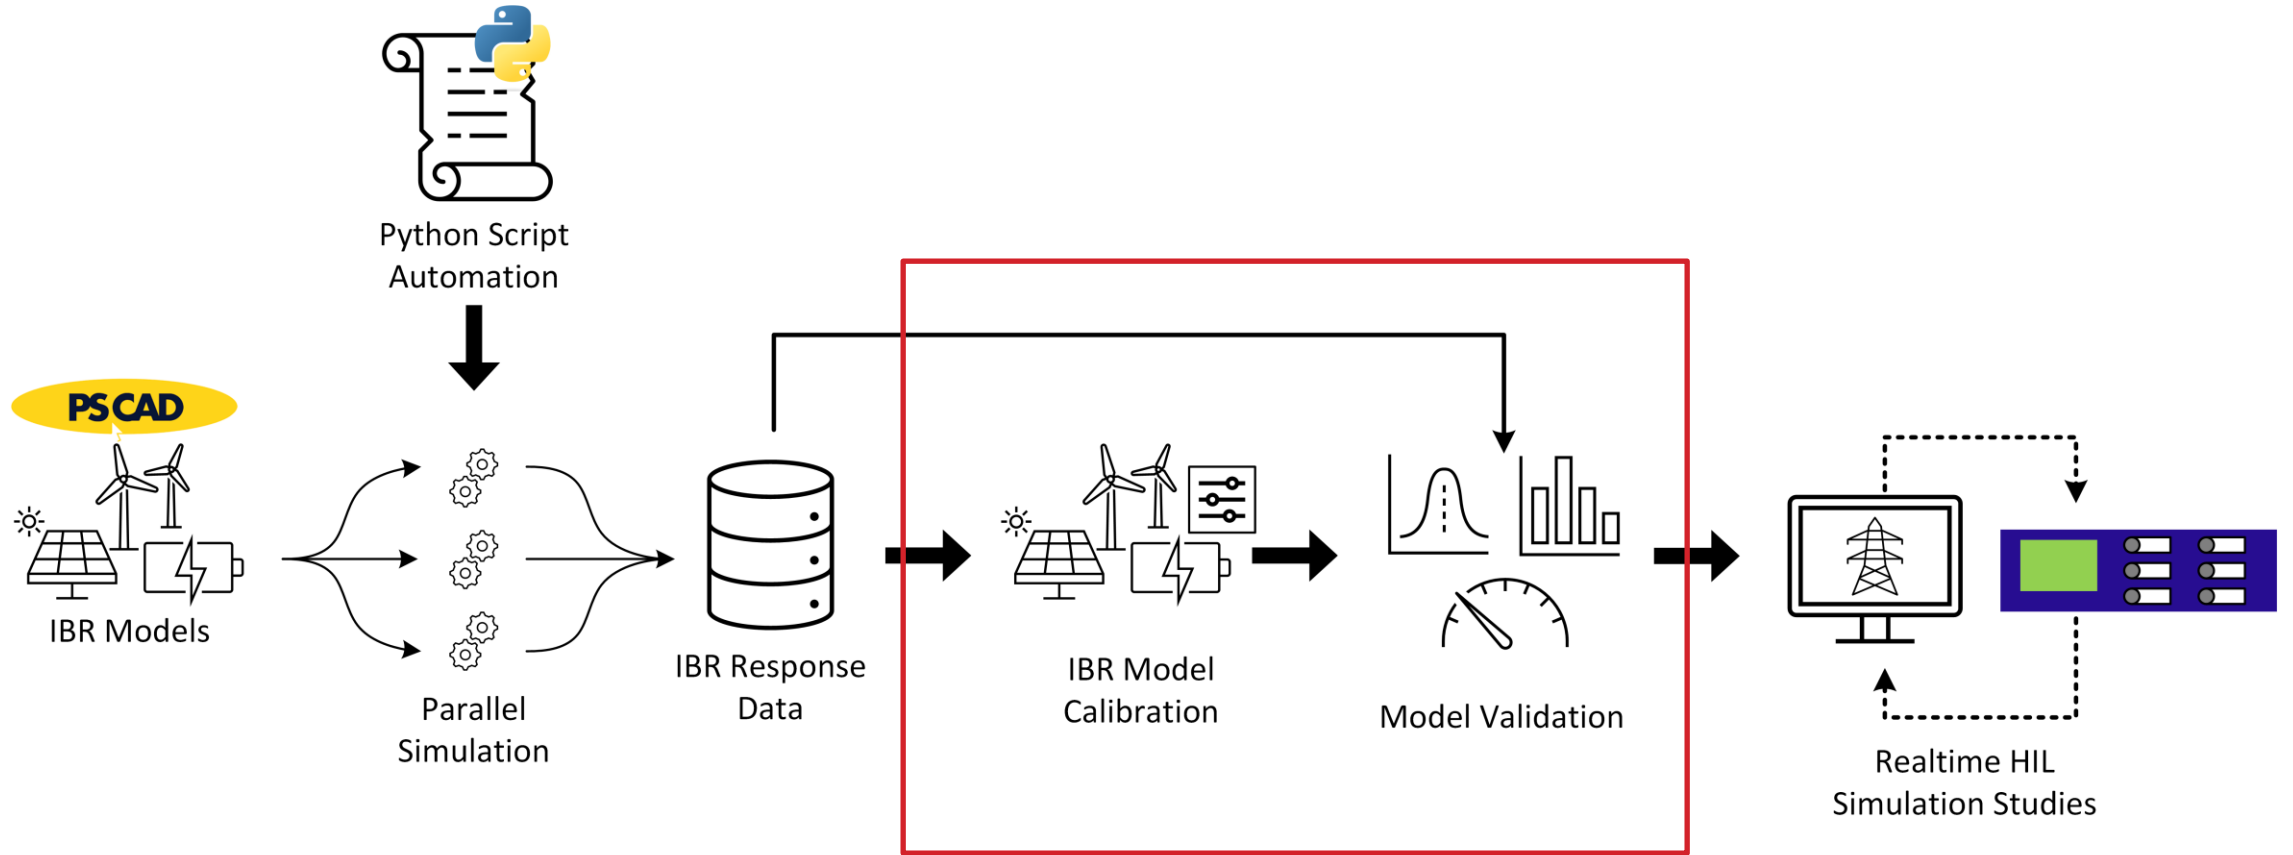 Python Script
Automation
PSCAD
IBR Models
Parallel
Simulation
IBR Response
Data
IBR Model
Calibration
Model Validation
Realtime HIL
Simulation Studies